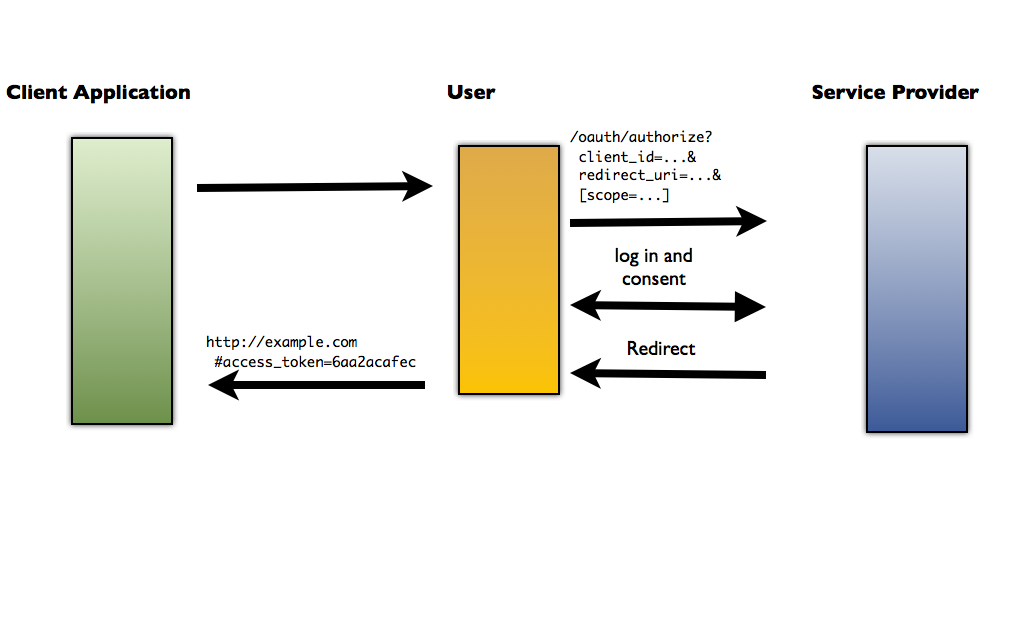 Client Application
User
Service Provider
/oauth/authorize?
client_id=...&
redirect_uri=...&
[scope=...]
log in and
consent
Redirect
http://example.com
#access_token=6aa2acafec